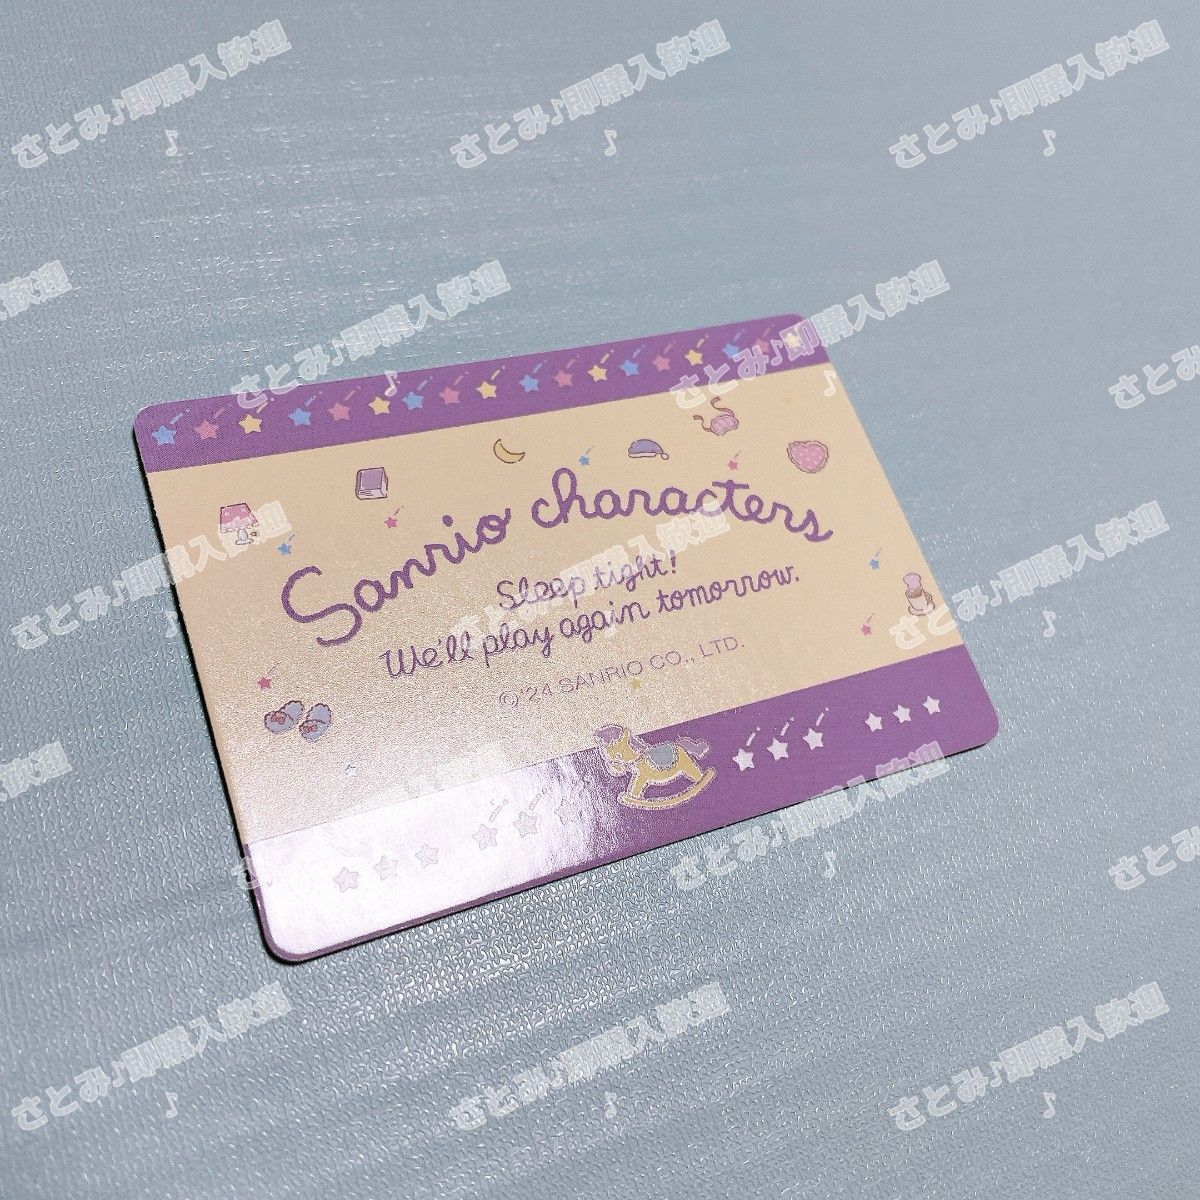 Sanrio characters
Sleep tight!
We'll play again tomorrow.
©'24 SANRIO CO., LTD.
さとみ♪即購入歓迎
♪